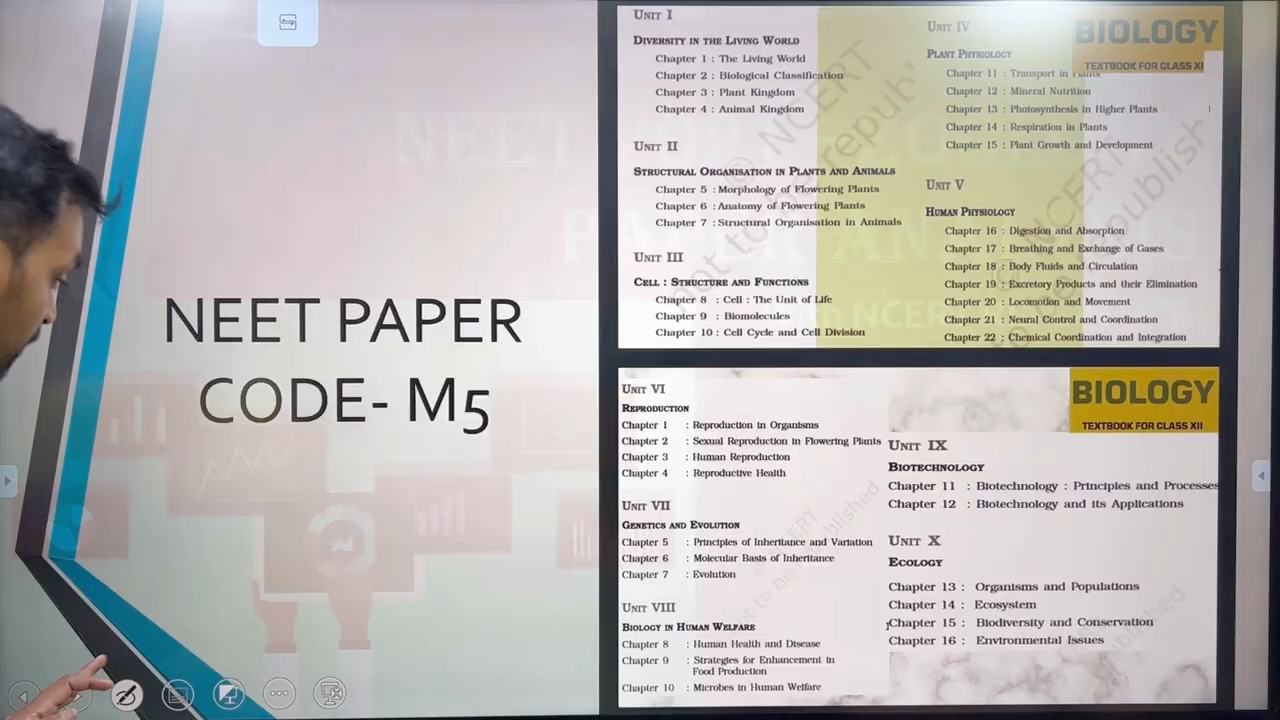 NEET PAPER
CODE- M5
UNIT I
DIVERSITY IN THE LIVING WORLD
Chapter 1 : The Living World
Chapter 2 : Biological Classification
Chapter 3 : Plant Kingdom
Chapter 4 : Animal Kingdom
UNIT II
STRUCTURAL ORGANISATION IN PLANTS AND ANIMALS
Chapter 5 : Morphology of Flowering Plants
Chapter 6 : Anatomy of Flowering Plants
Chapter 7 : Structural Organisation in Animals
UNIT III
CELL : STRUCTURE AND FUNCTIONS
Chapter 8 : Cell : The Unit of Life
Chapter 9 : Biomolecules
Chapter 10 : Cell Cycle and Cell Division
BIOLOGY
TEXTBOOK FOR CLASS XI
UNIT IV
PLANT PHYSIOLOGY
Chapter 11 : Transport in Plants
Chapter 12 : Mineral Nutrition
Chapter 13 : Photosynthesis in Higher Plants
Chapter 14 : Respiration in Plants
Chapter 15 : Plant Growth and Development
UNIT V
HUMAN PHYSIOLOGY
Chapter 16 : Digestion and Absorption
Chapter 17 : Breathing and Exchange of Gases
Chapter 18 : Body Fluids and Circulation
Chapter 19 : Excretory Products and their Elimination
Chapter 20 : Locomotion and Movement
Chapter 21 : Neural Control and Coordination
Chapter 22 : Chemical Coordination and Integration
UNIT VI
REPRODUCTION
Chapter 1 : Reproduction in Organisms
Chapter 2 : Sexual Reproduction in Flowering Plants
Chapter 3 : Human Reproduction
Chapter 4 : Reproductive Health
UNIT VII
GENETICS AND EVOLUTION
Chapter 5 : Principles of Inheritance and Variation
Chapter 6 : Molecular Basis of Inheritance
Chapter 7 : Evolution
UNIT VIII
BIOLOGY IN HUMAN WELFARE
Chapter 8 : Human Health and Disease
Chapter 9 : Strategies for Enhancement in
Food Production
Chapter 10 : Microbes in Human Welfare
BIOLOGY
TEXTBOOK FOR CLASS XII
UNIT IX
BIOTECHNOLOGY
Chapter 11 : Biotechnology : Principles and Processes
Chapter 12 : Biotechnology and its Applications
UNIT X
ECOLOGY
Chapter 13 : Organisms and Populations
Chapter 14 : Ecosystem
Chapter 15 : Biodiversity and Conservation
Chapter 16 : Environmental Issues